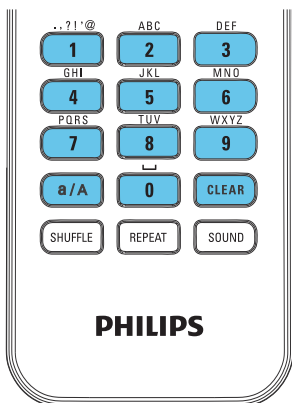 .,?!'@ ABC DEF
1 2 3
GHI JKL MNO
4 5 6
PQRS TUV WXYZ
7 8 9
a/A 0 CLEAR
SHUFFLE REPEAT SOUND
PHILIPS